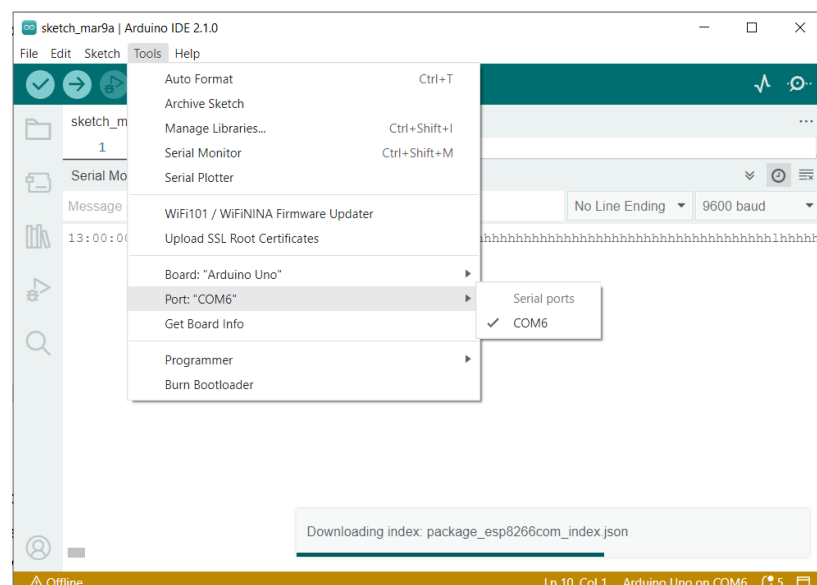 sketch_mar9a | Arduino IDE 2.1.0
File Edit Sketch Tools Help
Auto Format Ctrl+T
Archive Sketch
sketch_m
Manage Libraries... Ctrl+Shift+I
1
Serial Monitor Ctrl+Shift+M
Serial Mo
Serial Plotter
Message
WiFi101 / WiFiNINA Firmware Updater
No Line Ending 9600 baud
13:00:00
Upload SSL Root Certificates
Board: "Arduino Uno"
Port: "COM6"
Serial ports
Get Board Info
COM6
Programmer
Burn Bootloader
Downloading index: package_esp8266com_index.json
Offline
Ln 10, Col 1 Arduino Uno on COM6 5